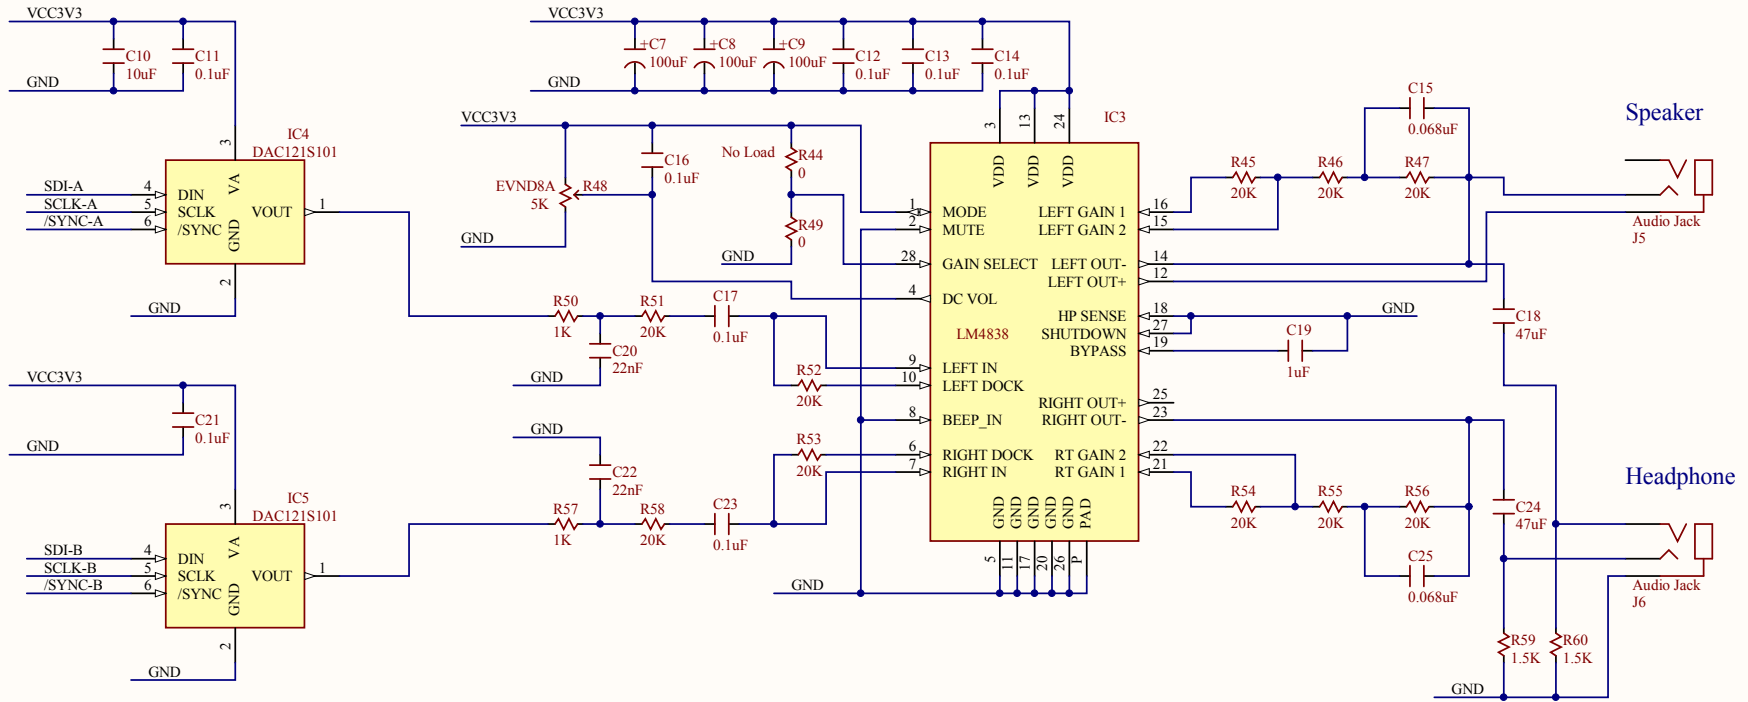 VCC3V3
C10
10uF
C11
0.1uF
GND
IC4
DAC121S101
3
VA
SDI-A
4
DIN
SCLK-A
5
SCLK
VOUT
1
/SYNC-A
6
/SYNC
GND
2
GND
VCC3V3
C21
0.1uF
GND
IC5
DAC121S101
3
VA
SDI-B
4
DIN
SCLK-B
5
SCLK
VOUT
1
/SYNC-B
6
/SYNC
GND
2
GND
VCC3V3
+C7
100uF
+C8
100uF
+C9
100uF
C12
0.1uF
C13
0.1uF
C14
0.1uF
GND
VCC3V3
No Load
R44
0
C16
0.1uF
EVND8A
5K
R48
R49
0
GND
GND
R50
1K
R51
20K
C17
0.1uF
C20
22nF
GND
R52
20K
GND
C22
22nF
R53
20K
R57
1K
R58
20K
C23
0.1uF
GND
IC3
3
13
24
VDD
VDD
VDD
1
MODE
2
MUTE
28
GAIN SELECT
4
DC VOL
LM4838
9
LEFT IN
10
LEFT DOCK
8
BEEP_IN
6
RIGHT DOCK
7
RIGHT IN
LEFT GAIN 1
16
LEFT GAIN 2
15
LEFT OUT-
14
LEFT OUT+
12
HP SENSE
18
SHUTDOWN
27
BYPASS
19
RIGHT OUT+
25
RIGHT OUT-
23
RT GAIN 2
22
RT GAIN 1
21
GND
GND
GND
GND
GND
PAD
5
11
17
20
26
P
C15
0.068uF
R45
20K
R46
20K
R47
20K
Speaker
Audio Jack
J5
GND
C19
1uF
C18
47uF
R54
20K
R55
20K
R56
20K
C25
0.068uF
C24
47uF
Headphone
Audio Jack
J6
R59
1.5K
R60
1.5K
GND